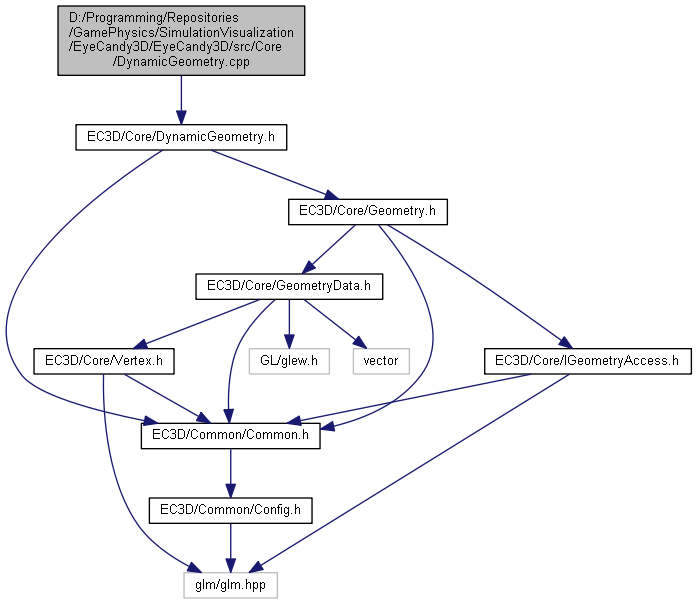 D:/Programming/Repositories
/GamePhysics/SimulationVisualization
/EyeCandy3D/EyeCandy3D/src/Core
/DynamicGeometry.cpp
EC3D/Core/DynamicGeometry.h
EC3D/Core/Geometry.h
EC3D/Core/GeometryData.h
EC3D/Core/Vertex.h
GL/glew.h
vector
EC3D/Core/IGeometryAccess.h
EC3D/Common/Common.h
EC3D/Common/Config.h
glm/glm.hpp